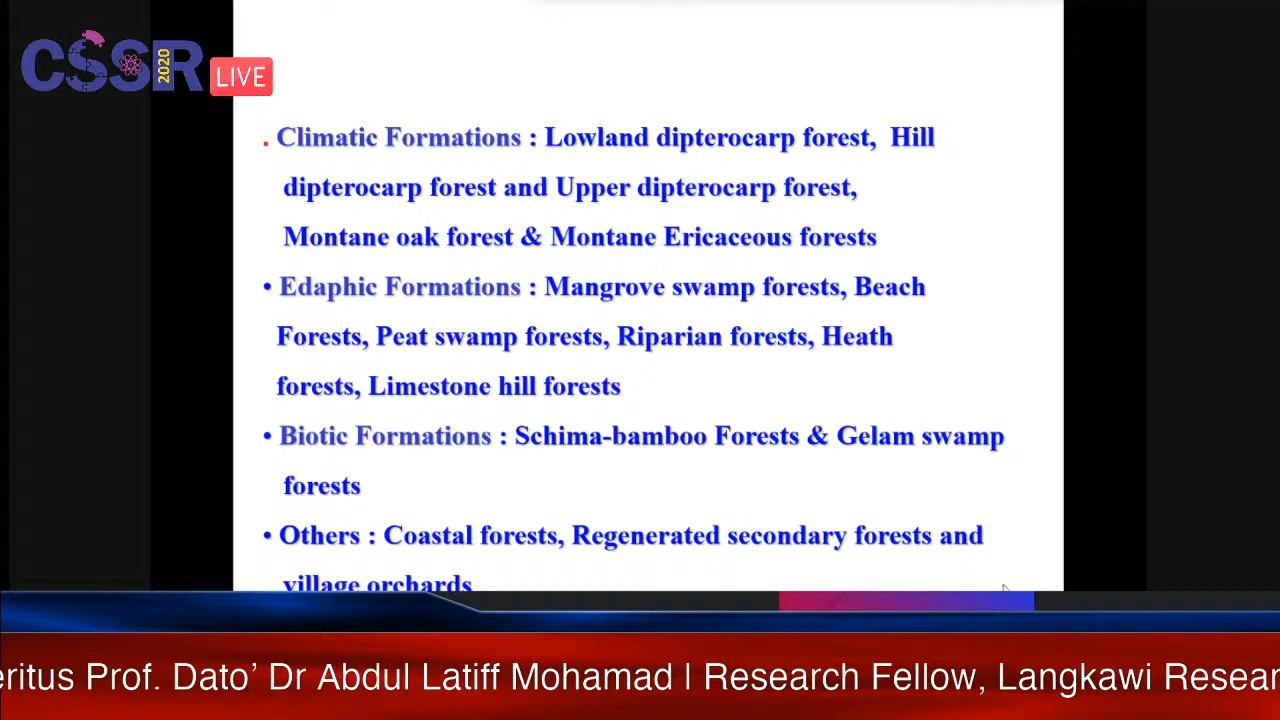 CSSR 2020
LIVE
. Climatic Formations : Lowland dipterocarp forest, Hill
dipterocarp forest and Upper dipterocarp forest,
Montane oak forest & Montane Ericaceous forests
• Edaphic Formations : Mangrove swamp forests, Beach
Forests, Peat swamp forests, Riparian forests, Heath
forests, Limestone hill forests
• Biotic Formations : Schima-bamboo Forests & Gelam swamp
forests
• Others : Coastal forests, Regenerated secondary forests and
village orchards
eritus Prof. Dato’ Dr Abdul Latiff Mohamad | Research Fellow, Langkawi Resear